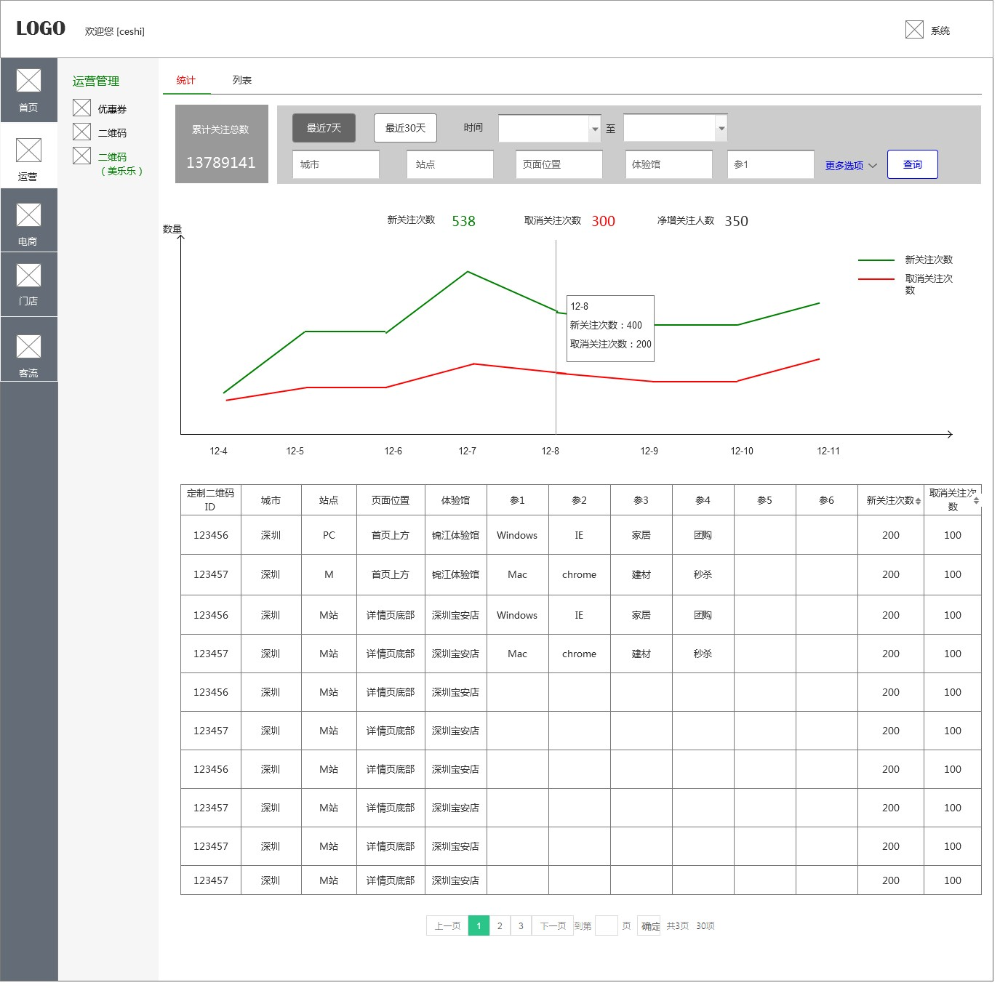 LOGO 欢迎您 [ceshi] 系统
首页
运营
电商
门店
客流
运营管理
优惠券
二维码
二维码
（美乐乐）
统计 列表
累计关注总数
13789141
最近7天 最近30天 时间 至
城市 站点 页面位置 体验馆 参1 更多选项 查询
新关注次数 538 取消关注次数 300 净增关注人数 350
数量
新关注次数
取消关注次
数
12-8
新关注次数：400
取消关注次数：200
12-4 12-5 12-6 12-7 12-8 12-9 12-10 12-11
定制二维码
ID 城市 站点 页面位置 体验馆 参1 参2 参3 参4 参5 参6 新关注次数 取消关注次
数
123456 深圳 PC 首页上方 锦江体验馆 Windows IE 家居 团购 200 100
123457 深圳 M 首页上方 锦江体验馆 Mac chrome 建材 秒杀 200 100
123456 深圳 M站 详情页底部 深圳宝安店 Windows IE 家居 团购 200 100
123457 深圳 M站 详情页底部 深圳宝安店 Mac chrome 建材 秒杀 200 100
123456 深圳 M站 详情页底部 深圳宝安店 200 100
123457 深圳 M站 详情页底部 深圳宝安店 200 100
123456 深圳 M站 详情页底部 深圳宝安店 200 100
123457 深圳 M站 详情页底部 深圳宝安店 200 100
123457 深圳 M站 详情页底部 深圳宝安店 200 100
123457 深圳 M站 详情页底部 深圳宝安店 200 100
上一页 1 2 3 下一页 到第 页 确定 共3页 30项